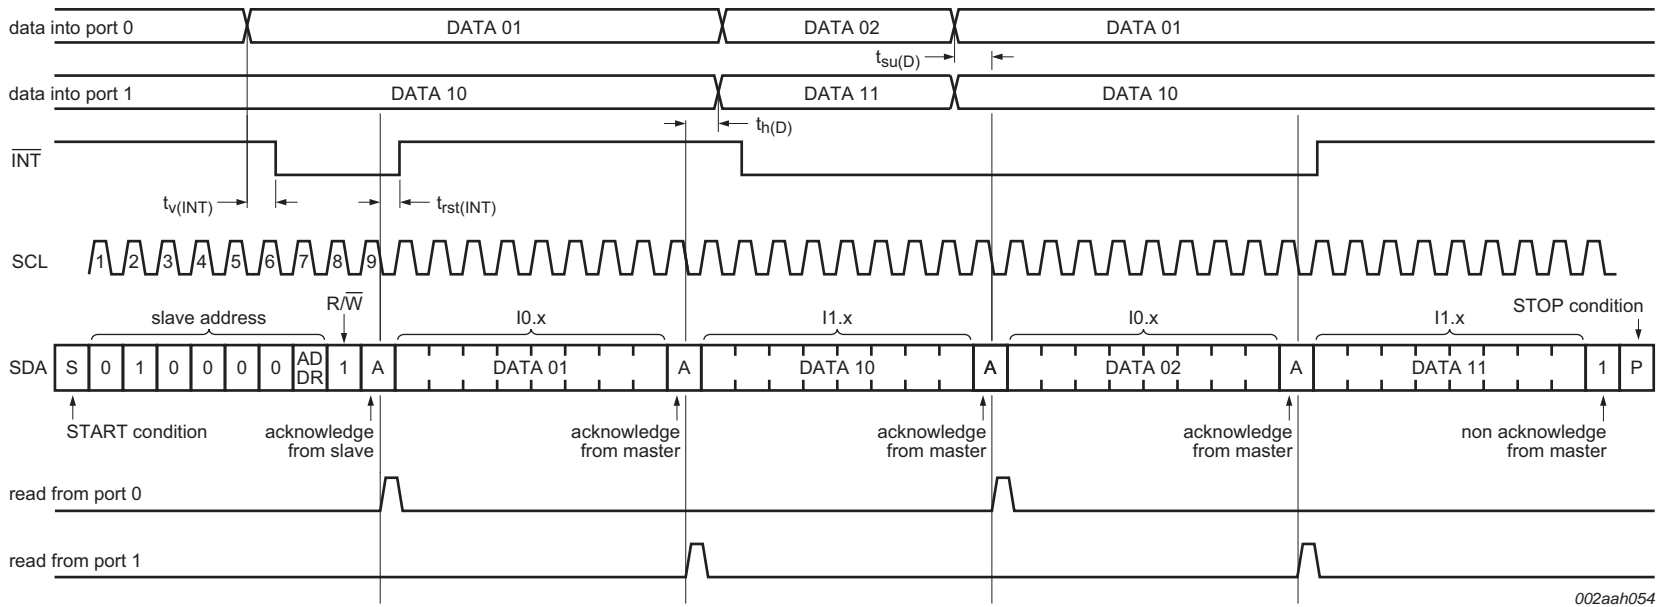 data into port 0
DATA 01
DATA 02
DATA 01
tsu(D)
data into port 1
DATA 10
DATA 11
DATA 10
th(D)
INT
tv(INT)
trst(INT)
SCL
1 2 3 4 5 6 7 8 9
R/W
STOP condition
slave address
I0.x
I1.x
I0.x
I1.x
SDA
S 0 1 0 0 0 0
AD
DR
1 A
DATA 01
A
DATA 10
A
DATA 02
A
DATA 11
1 P
START condition
acknowledge
from slave
acknowledge
from master
acknowledge
from master
acknowledge
from master
non acknowledge
from master
read from port 0
read from port 1
002aah054